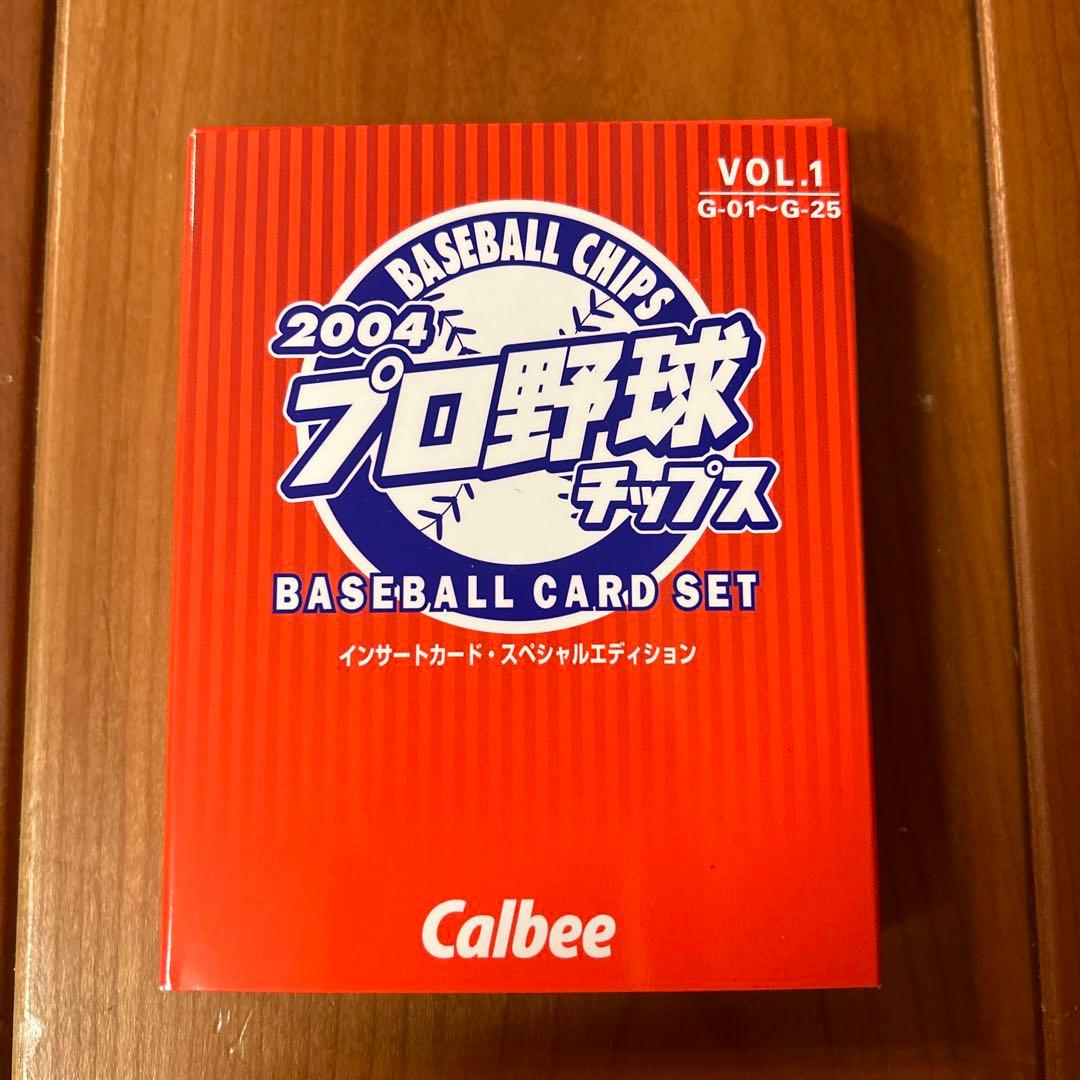 VOL.1
G-01〜G-25
BASEBALL CHIPS
2004
プロ野球
チップス
BASEBALL CARD SET
インサートカード・スペシャルエディション
Calbee